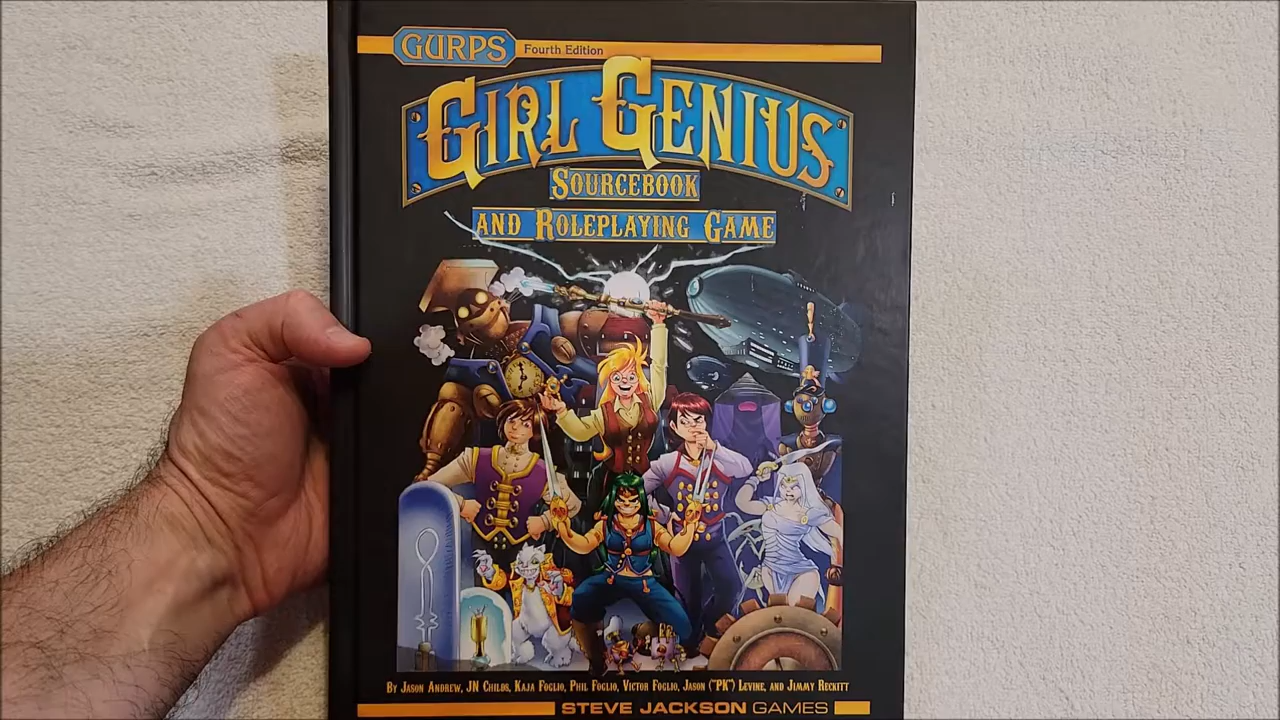 GURPS Fourth Edition
GIRL GENIUS
SOURCEBOOK
AND ROLEPLAYING GAME
BY JASON ANDREW, JN CHILDS, KAJA FOGLIO, PHIL FOGLIO, VICTOR FOGLIO, JASON ("PK") LEVINE, AND JIMMY RECKITT
STEVE JACKSON GAMES